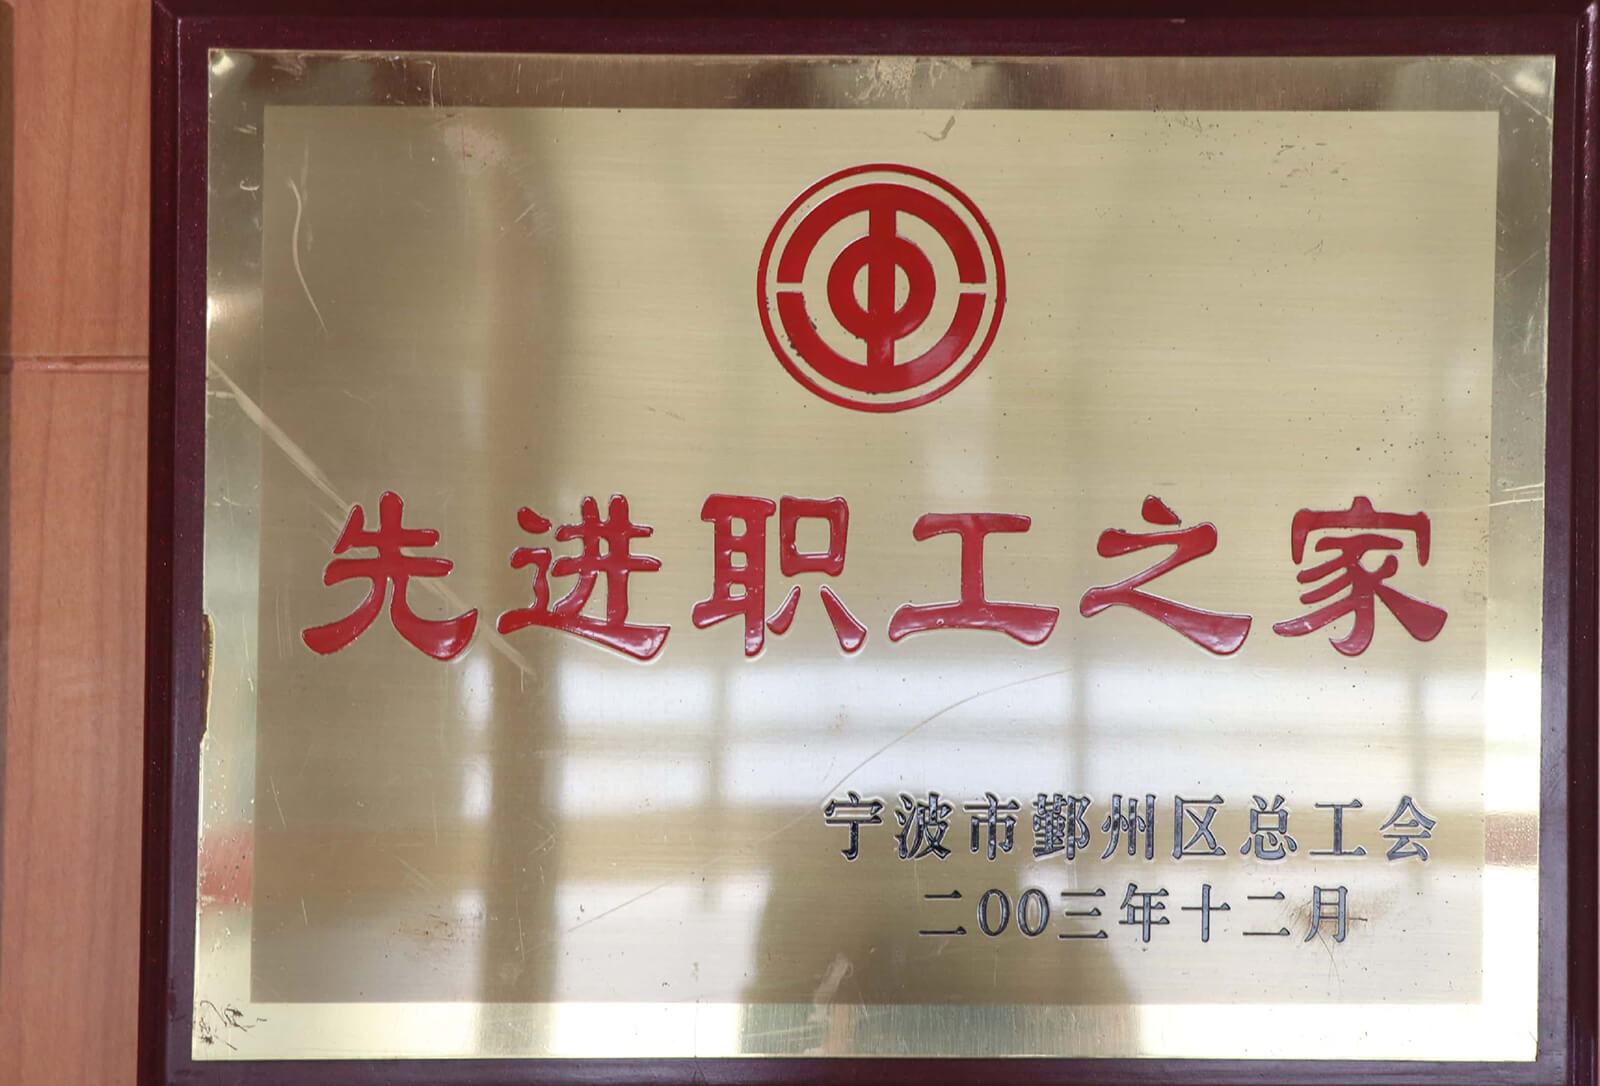 先进职工之家
宁波市鄞州区总工会
二00三年十二月